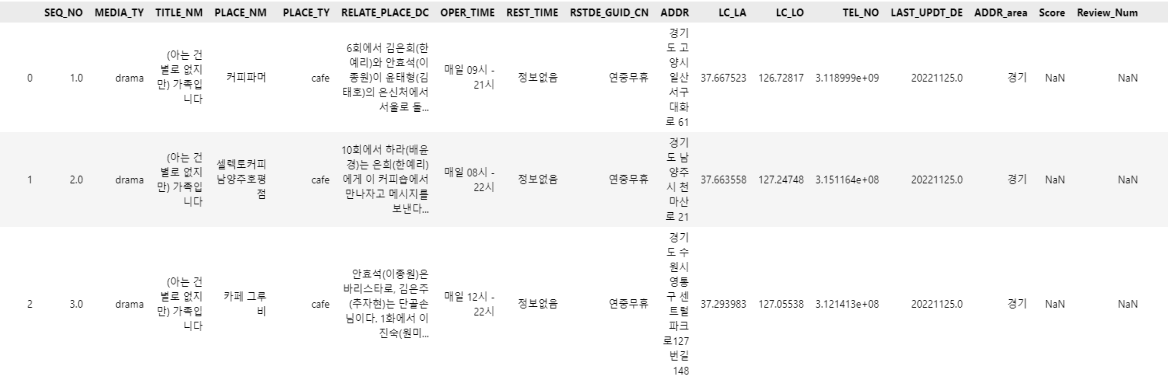 SEQ_NO MEDIA_TY TITLE_NM PLACE_NM PLACE_TY RELATE_PLACE_DC OPER_TIME REST_TIME RSTDE_GUID_CN ADDR LC_LA LC_LO TEL_NO LAST_UPDT_DE ADDR_area Score Review_Num
0 1.0 drama (아는 건 별로 없지만) 가족입니다 커피파머 cafe 6회에서 김은희(한예리)와 안효석(이종원)이 윤태형(김태호)의 은신처에서 서울로 돌... 매일 09시 - 21시 정보없음 연중무휴 경기도 고양시 일산서구 대화로 61 37.667523 126.72817 3.118999e+09 20221125.0 경기 NaN NaN
1 2.0 drama (아는 건 별로 없지만) 가족입니다 셀렉토커피 남양주호평점 cafe 10회에서 하라(배윤경)는 은희(한예리)에게 이 커피숍에서 만나자고 메시지를 보낸다... 매일 08시 - 22시 정보없음 연중무휴 경기도 남양주시 천마산로 21 37.663558 127.24748 3.151164e+08 20221125.0 경기 NaN NaN
2 3.0 drama (아는 건 별로 없지만) 가족입니다 카페 그루비 cafe 안효석(이종원)은 바리스타로, 김은주(추자현)는 단골손님이다. 1화에서 이진숙(원미... 매일 12시 - 22시 정보없음 연중무휴 경기도 수원시 영통구 센트럴파크로127번길 148 37.293983 127.05538 3.121413e+08 20221125.0 경기 NaN NaN